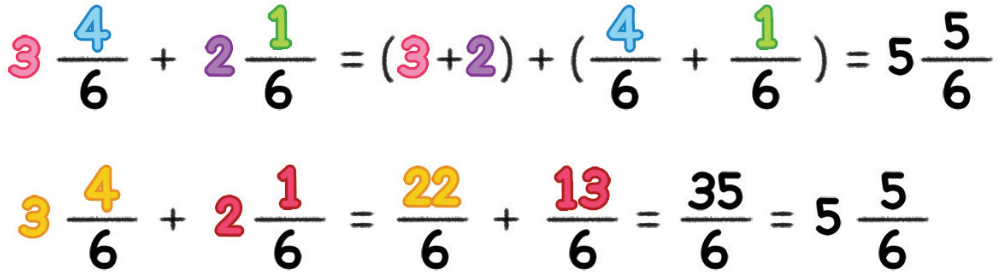 3 4/6 + 2 1/6 = (3+2) + (4/6 + 1/6) = 5 5/6
3 4/6 + 2 1/6 = 22/6 + 13/6 = 35/6 = 5 5/6